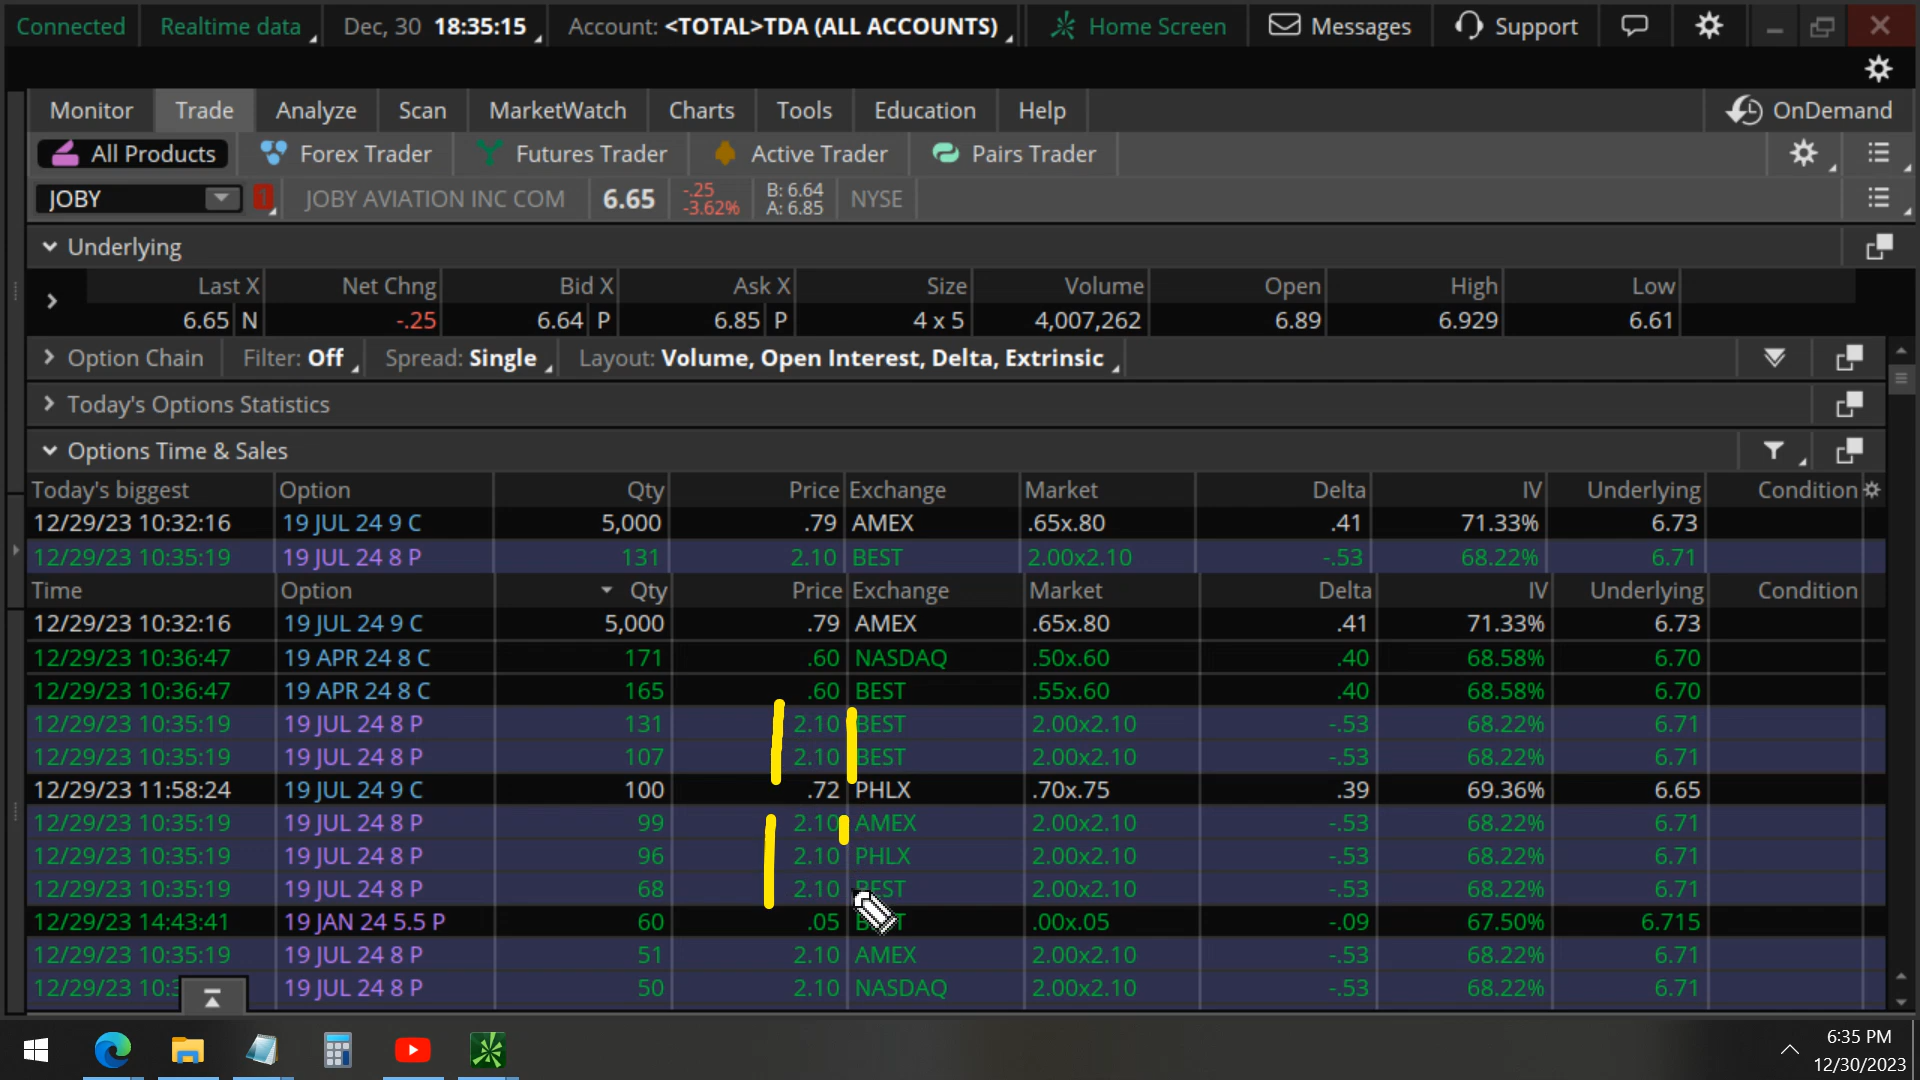 Connected Realtime data Dec, 30 18:35:15 Account: <TOTAL>TDA (ALL ACCOUNTS) Home Screen Messages Support
Monitor Trade Analyze Scan MarketWatch Charts Tools Education Help OnDemand
All Products Forex Trader Futures Trader Active Trader Pairs Trader
JOBY 1 JOBY AVIATION INC COM 6.65 -.25 -3.62% B: 6.64 A: 6.85 NYSE
Underlying
Last X Net Chng Bid X Ask X Size Volume Open High Low
6.65 N -.25 6.64 P 6.85 P 4 x 5 4,007,262 6.89 6.929 6.61
Option Chain Filter: Off Spread: Single Layout: Volume, Open Interest, Delta, Extrinsic
Today's Options Statistics
Options Time & Sales
Today's biggest Option Qty Price Exchange Market Delta IV Underlying Condition
12/29/23 10:32:16 19 JUL 24 9 C 5,000 .79 AMEX .65x.80 .41 71.33% 6.73
12/29/23 10:35:19 19 JUL 24 8 P 131 2.10 BEST 2.00x2.10 -.53 68.22% 6.71
Time Option Qty Price Exchange Market Delta IV Underlying Condition
12/29/23 10:32:16 19 JUL 24 9 C 5,000 .79 AMEX .65x.80 .41 71.33% 6.73
12/29/23 10:36:47 19 APR 24 8 C 171 .60 NASDAQ .50x.60 .40 68.58% 6.70
12/29/23 10:36:47 19 APR 24 8 C 165 .60 BEST .55x.60 .40 68.58% 6.70
12/29/23 10:35:19 19 JUL 24 8 P 131 2.10 BEST 2.00x2.10 -.53 68.22% 6.71
12/29/23 10:35:19 19 JUL 24 8 P 107 2.10 BEST 2.00x2.10 -.53 68.22% 6.71
12/29/23 11:58:24 19 JUL 24 9 C 100 .72 PHLX .70x.75 .39 69.36% 6.65
12/29/23 10:35:19 19 JUL 24 8 P 99 2.10 AMEX 2.00x2.10 -.53 68.22% 6.71
12/29/23 10:35:19 19 JUL 24 8 P 96 2.10 PHLX 2.00x2.10 -.53 68.22% 6.71
12/29/23 10:35:19 19 JUL 24 8 P 68 2.10 BEST 2.00x2.10 -.53 68.22% 6.71
12/29/23 14:43:41 19 JAN 24 5.5 P 60 .05 .00x.05 -.09 67.50% 6.715
12/29/23 10:35:19 19 JUL 24 8 P 51 2.10 AMEX 2.00x2.10 -.53 68.22% 6.71
12/29/23 19 JUL 24 8 P 50 2.10 NASDAQ 2.00x2.10 -.53 68.22% 6.71
6:35 PM
12/30/2023